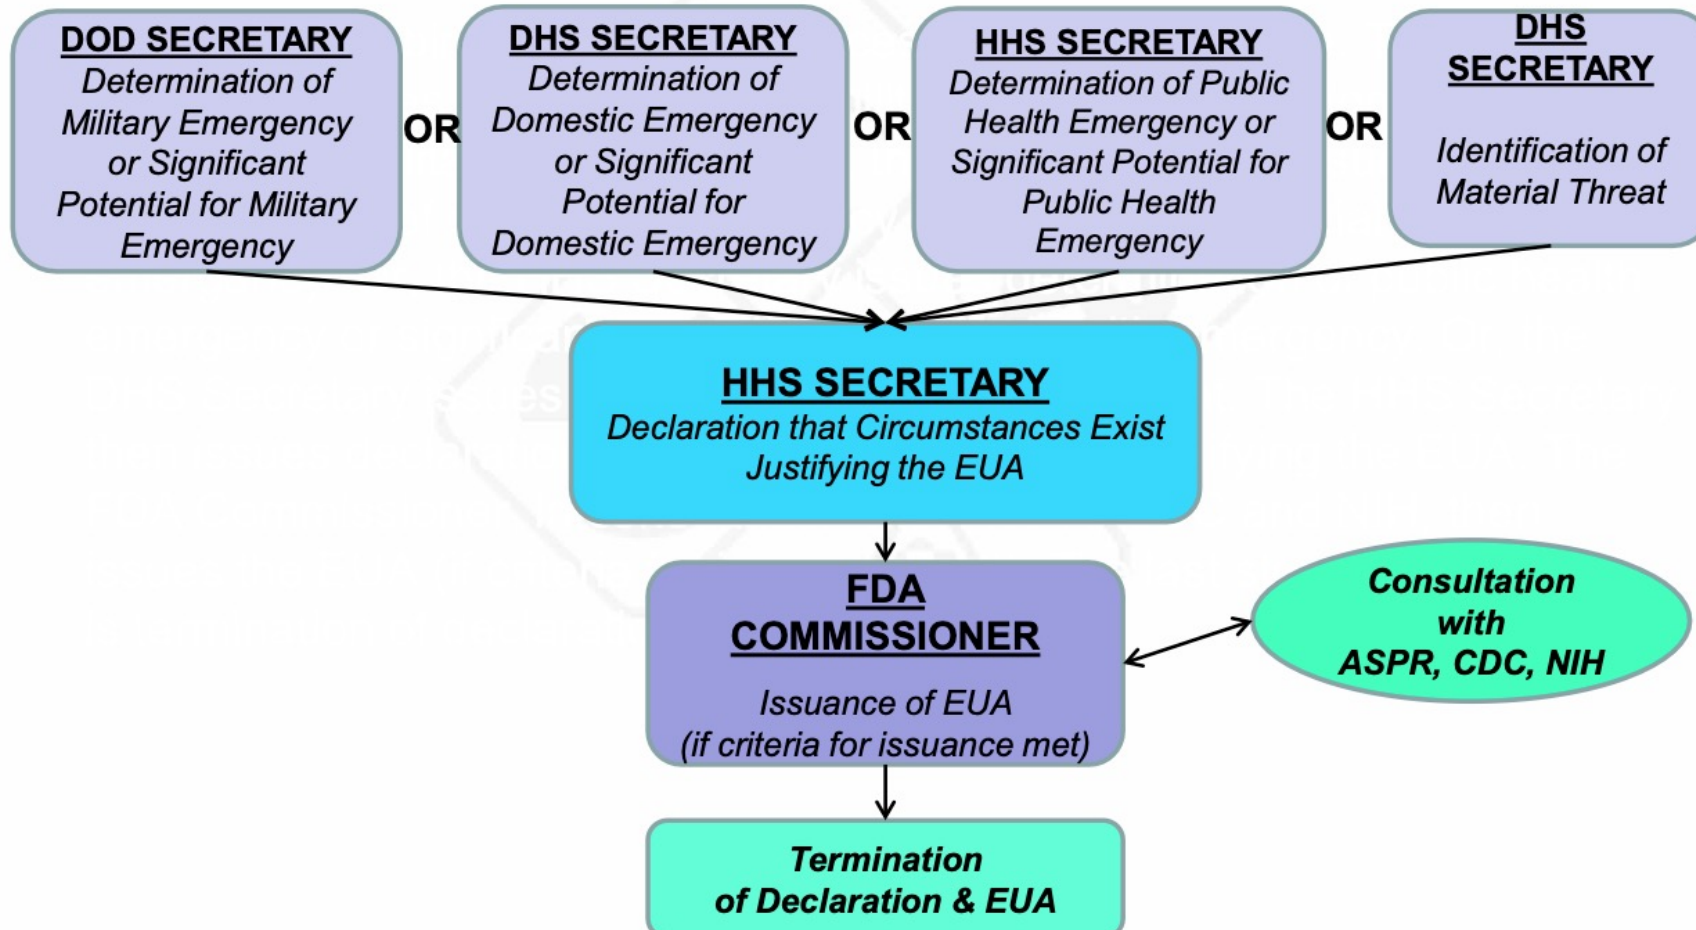 DOD SECRETARY
Determination of
Military Emergency
or Significant
Potential for Military
Emergency
OR
DHS SECRETARY
Determination of
Domestic Emergency
or Significant
Potential for
Domestic Emergency
OR
HHS SECRETARY
Determination of Public
Health Emergency or
Significant Potential for
Public Health
Emergency
OR
DHS
SECRETARY
Identification of
Material Threat
HHS SECRETARY
Declaration that Circumstances Exist
Justifying the EUA
FDA
COMMISSIONER
Issuance of EUA
(if criteria for issuance met)
Consultation
with
ASPR, CDC, NIH
Termination
of Declaration & EUA